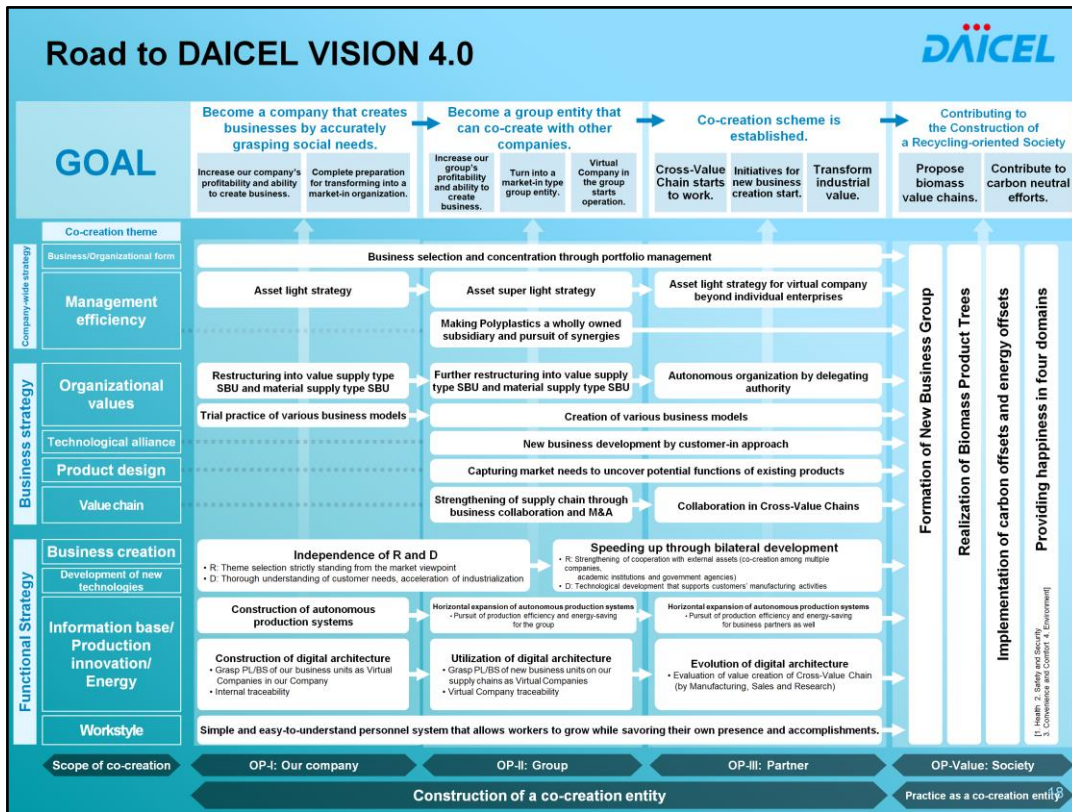 Road to DAICEL VISION 4.0
DAICEL
GOAL
Become a company that creates
businesses by accurately
grasping social needs.
Increase our company's
profitability and ability
to create business.
Complete preparation
for transforming into a
market-in organization.
Become a group entity that
can co-create with other
companies.
Increase our
group's
profitability
and ability to
create
business.
Turn into a
market-in type
group entity.
Virtual
Company in
the group
starts
operation.
Co-creation scheme is
established.
Cross-Value
Chain starts
to work.
Initiatives for
new business
creation start.
Transform
industrial
value.
Contributing to
the Construction of
a Recycling-oriented Society
Propose
biomass
value chains.
Contribute to
carbon neutral
efforts.
Co-creation theme
Company-wide strategy
Business/Organizational form
Business selection and concentration through portfolio management
Management
efficiency
Asset light strategy
Asset super light strategy
Asset light strategy for virtual company
beyond individual enterprises
Making Polyplastics a wholly owned
subsidiary and pursuit of synergies
Business strategy
Organizational
values
Restructuring into value supply type
SBU and material supply type SBU
Further restructuring into value supply
type SBU and material supply type SBU
Autonomous organization by delegating
authority
Trial practice of various business models
Creation of various business models
Technological alliance
New business development by customer-in approach
Product design
Capturing market needs to uncover potential functions of existing products
Value chain
Strengthening of supply chain through
business collaboration and M&A
Collaboration in Cross-Value Chains
Functional Strategy
Business creation
Development of new
technologies
Independence of R and D
• R: Theme selection strictly standing from the market viewpoint
• D: Thorough understanding of customer needs, acceleration of industrialization
Speeding up through bilateral development
• R: Strengthening of cooperation with external assets (co-creation among multiple
companies,
academic institutions and government agencies)
• D: Technological development that supports customers' manufacturing activities
Information base/
Production
innovation/
Energy
Construction of autonomous
production systems
Horizontal expansion of autonomous production systems
• Pursuit of production efficiency and energy-saving
for the group
Horizontal expansion of autonomous production systems
• Pursuit of production efficiency and energy-saving
for business partners as well
Construction of digital architecture
• Grasp PL/BS of our business units as Virtual
Companies in our Company
• Internal traceability
Utilization of digital architecture
• Grasp PL/BS of new business units on our
supply chains as Virtual Companies
• Virtual Company traceability
Evolution of digital architecture
• Evaluation of value creation of Cross-Value Chain
(by Manufacturing, Sales and Research)
Workstyle
Simple and easy-to-understand personnel system that allows workers to grow while savoring their own presence and accomplishments.
Formation of New Business Group
Realization of Biomass Product Trees
Implementation of carbon offsets and energy offsets
Providing happiness in four domains
[1. Health 2. Safety and Security
3. Convenience and Comfort 4. Environment]
Scope of co-creation
OP-I: Our company
OP-II: Group
OP-III: Partner
OP-Value: Society
Construction of a co-creation entity
Practice as a co-creation entity
18